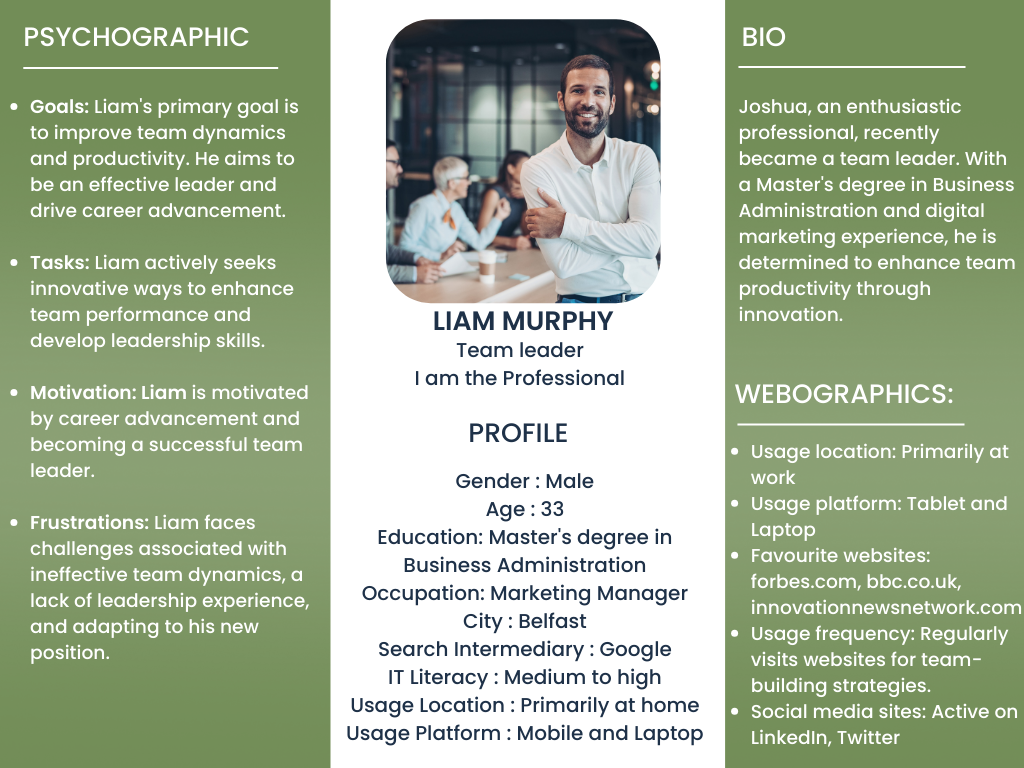 PSYCHOGRAPHIC
Goals: Liam's primary goal is
to improve team dynamics
and productivity. He aims to
be an effective leader and
drive career advancement.
Tasks: Liam actively seeks
innovative ways to enhance
team performance and
develop leadership skills.
Motivation: Liam is motivated
by career advancement and
becoming a successful team
leader.
Frustrations: Liam faces
challenges associated with
ineffective team dynamics, a
lack of leadership experience,
and adapting to his new
position.
LIAM MURPHY
Team leader
I am the Professional
PROFILE
Gender : Male
Age : 33
Education: Master's degree in
Business Administration
Occupation: Marketing Manager
City : Belfast
Search Intermediary : Google
IT Literacy : Medium to high
Usage Location : Primarily at home
Usage Platform : Mobile and Laptop
BIO
Joshua, an enthusiastic
professional, recently
became a team leader. With
a Master's degree in Business
Administration and digital
marketing experience, he is
determined to enhance team
productivity through
innovation.
WEBOGRAPHICS:
Usage location: Primarily at
work
Usage platform: Tablet and
Laptop
Favourite websites:
forbes.com, bbc.co.uk,
innovationnewsnetwork.com
Usage frequency: Regularly
visits websites for team-
building strategies.
Social media sites: Active on
LinkedIn, Twitter